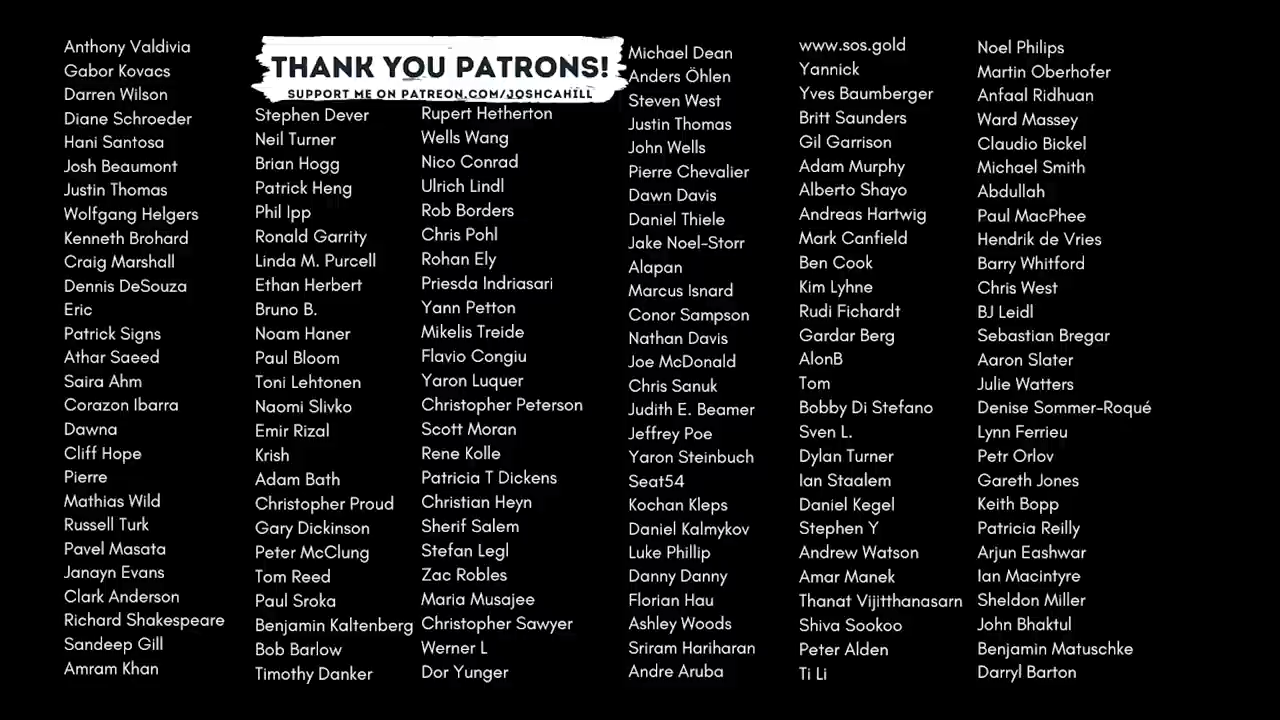 Anthony Valdivia
Gabor Kovacs
Darren Wilson
Diane Schroeder
Hani Santosa
Josh Beaumont
Justin Thomas
Wolfgang Helgers
Kenneth Brohard
Craig Marshall
Dennis DeSouza
Eric
Patrick Signs
Athar Saeed
Saira Ahm
Corazon Ibarra
Dawna
Cliff Hope
Pierre
Mathias Wild
Russell Turk
Pavel Masata
Janayn Evans
Clark Anderson
Richard Shakespeare
Sandeep Gill
Amram Khan
THANK YOU PATRONS!
SUPPORT ME ON PATREON.COM/JOSHCAHILL
Stephen Dever
Neil Turner
Brian Hogg
Patrick Heng
Phil Ipp
Ronald Garrity
Linda M. Purcell
Ethan Herbert
Bruno B.
Noam Haner
Paul Bloom
Toni Lehtonen
Naomi Slivko
Emir Rizal
Krish
Adam Bath
Christopher Proud
Gary Dickinson
Peter McClung
Tom Reed
Paul Sroka
Benjamin Kaltenberg
Bob Barlow
Timothy Danker
Rupert Hetherton
Wells Wang
Nico Conrad
Ulrich Lindl
Rob Borders
Chris Pohl
Rohan Ely
Priesda Indriasari
Yann Petton
Mikelis Treide
Flavio Congiu
Yaron Luquer
Christopher Peterson
Scott Moran
Rene Kolle
Patricia T Dickens
Christian Heyn
Sherif Salem
Stefan Legl
Zac Robles
Maria Musajee
Christopher Sawyer
Werner L
Dor Yunger
Michael Dean
Anders Öhlen
Steven West
Justin Thomas
John Wells
Pierre Chevalier
Dawn Davis
Daniel Thiele
Jake Noel-Storr
Alapan
Marcus Isnard
Conor Sampson
Nathan Davis
Joe McDonald
Chris Sanuk
Judith E. Beamer
Jeffrey Poe
Yaron Steinbuch
Seat54
Kochan Kleps
Daniel Kalmykov
Luke Phillip
Danny Danny
Florian Hau
Ashley Woods
Sriram Hariharan
Andre Aruba
www.sos.gold
Yannick
Yves Baumberger
Britt Saunders
Gil Garrison
Adam Murphy
Alberto Shayo
Andreas Hartwig
Mark Canfield
Ben Cook
Kim Lyhne
Rudi Fichardt
Gardar Berg
AlonB
Tom
Bobby Di Stefano
Sven L.
Dylan Turner
Ian Staalem
Daniel Kegel
Stephen Y
Andrew Watson
Amar Manek
Thanat Vijitthanasarn
Shiva Sookoo
Peter Alden
Ti Li
Noel Philips
Martin Oberhofer
Anfaal Ridhuan
Ward Massey
Claudio Bickel
Michael Smith
Abdullah
Paul MacPhee
Hendrik de Vries
Barry Whitford
Chris West
BJ Leidl
Sebastian Bregar
Aaron Slater
Julie Watters
Denise Sommer-Roqué
Lynn Ferrieu
Petr Orlov
Gareth Jones
Keith Bopp
Patricia Reilly
Arjun Eashwar
Ian Macintyre
Sheldon Miller
John Bhaktul
Benjamin Matuschke
Darryl Barton